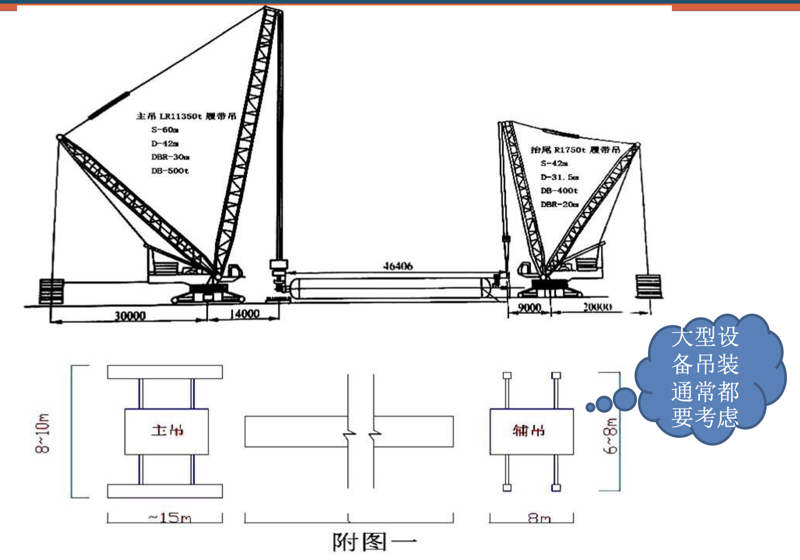 主吊 LR11350t 履带吊
S-60m
D-42m
DBR-30m
DB-500t
抬尾 R1750t 履带吊
S-42m
D-31.5m
DB-400t
DBR-20m
46406
30000
14000
9000
20000
大型设
备吊装
通常都
要考虑
8~10m
主吊
辅吊
6~8m
~15m
8m
附图一